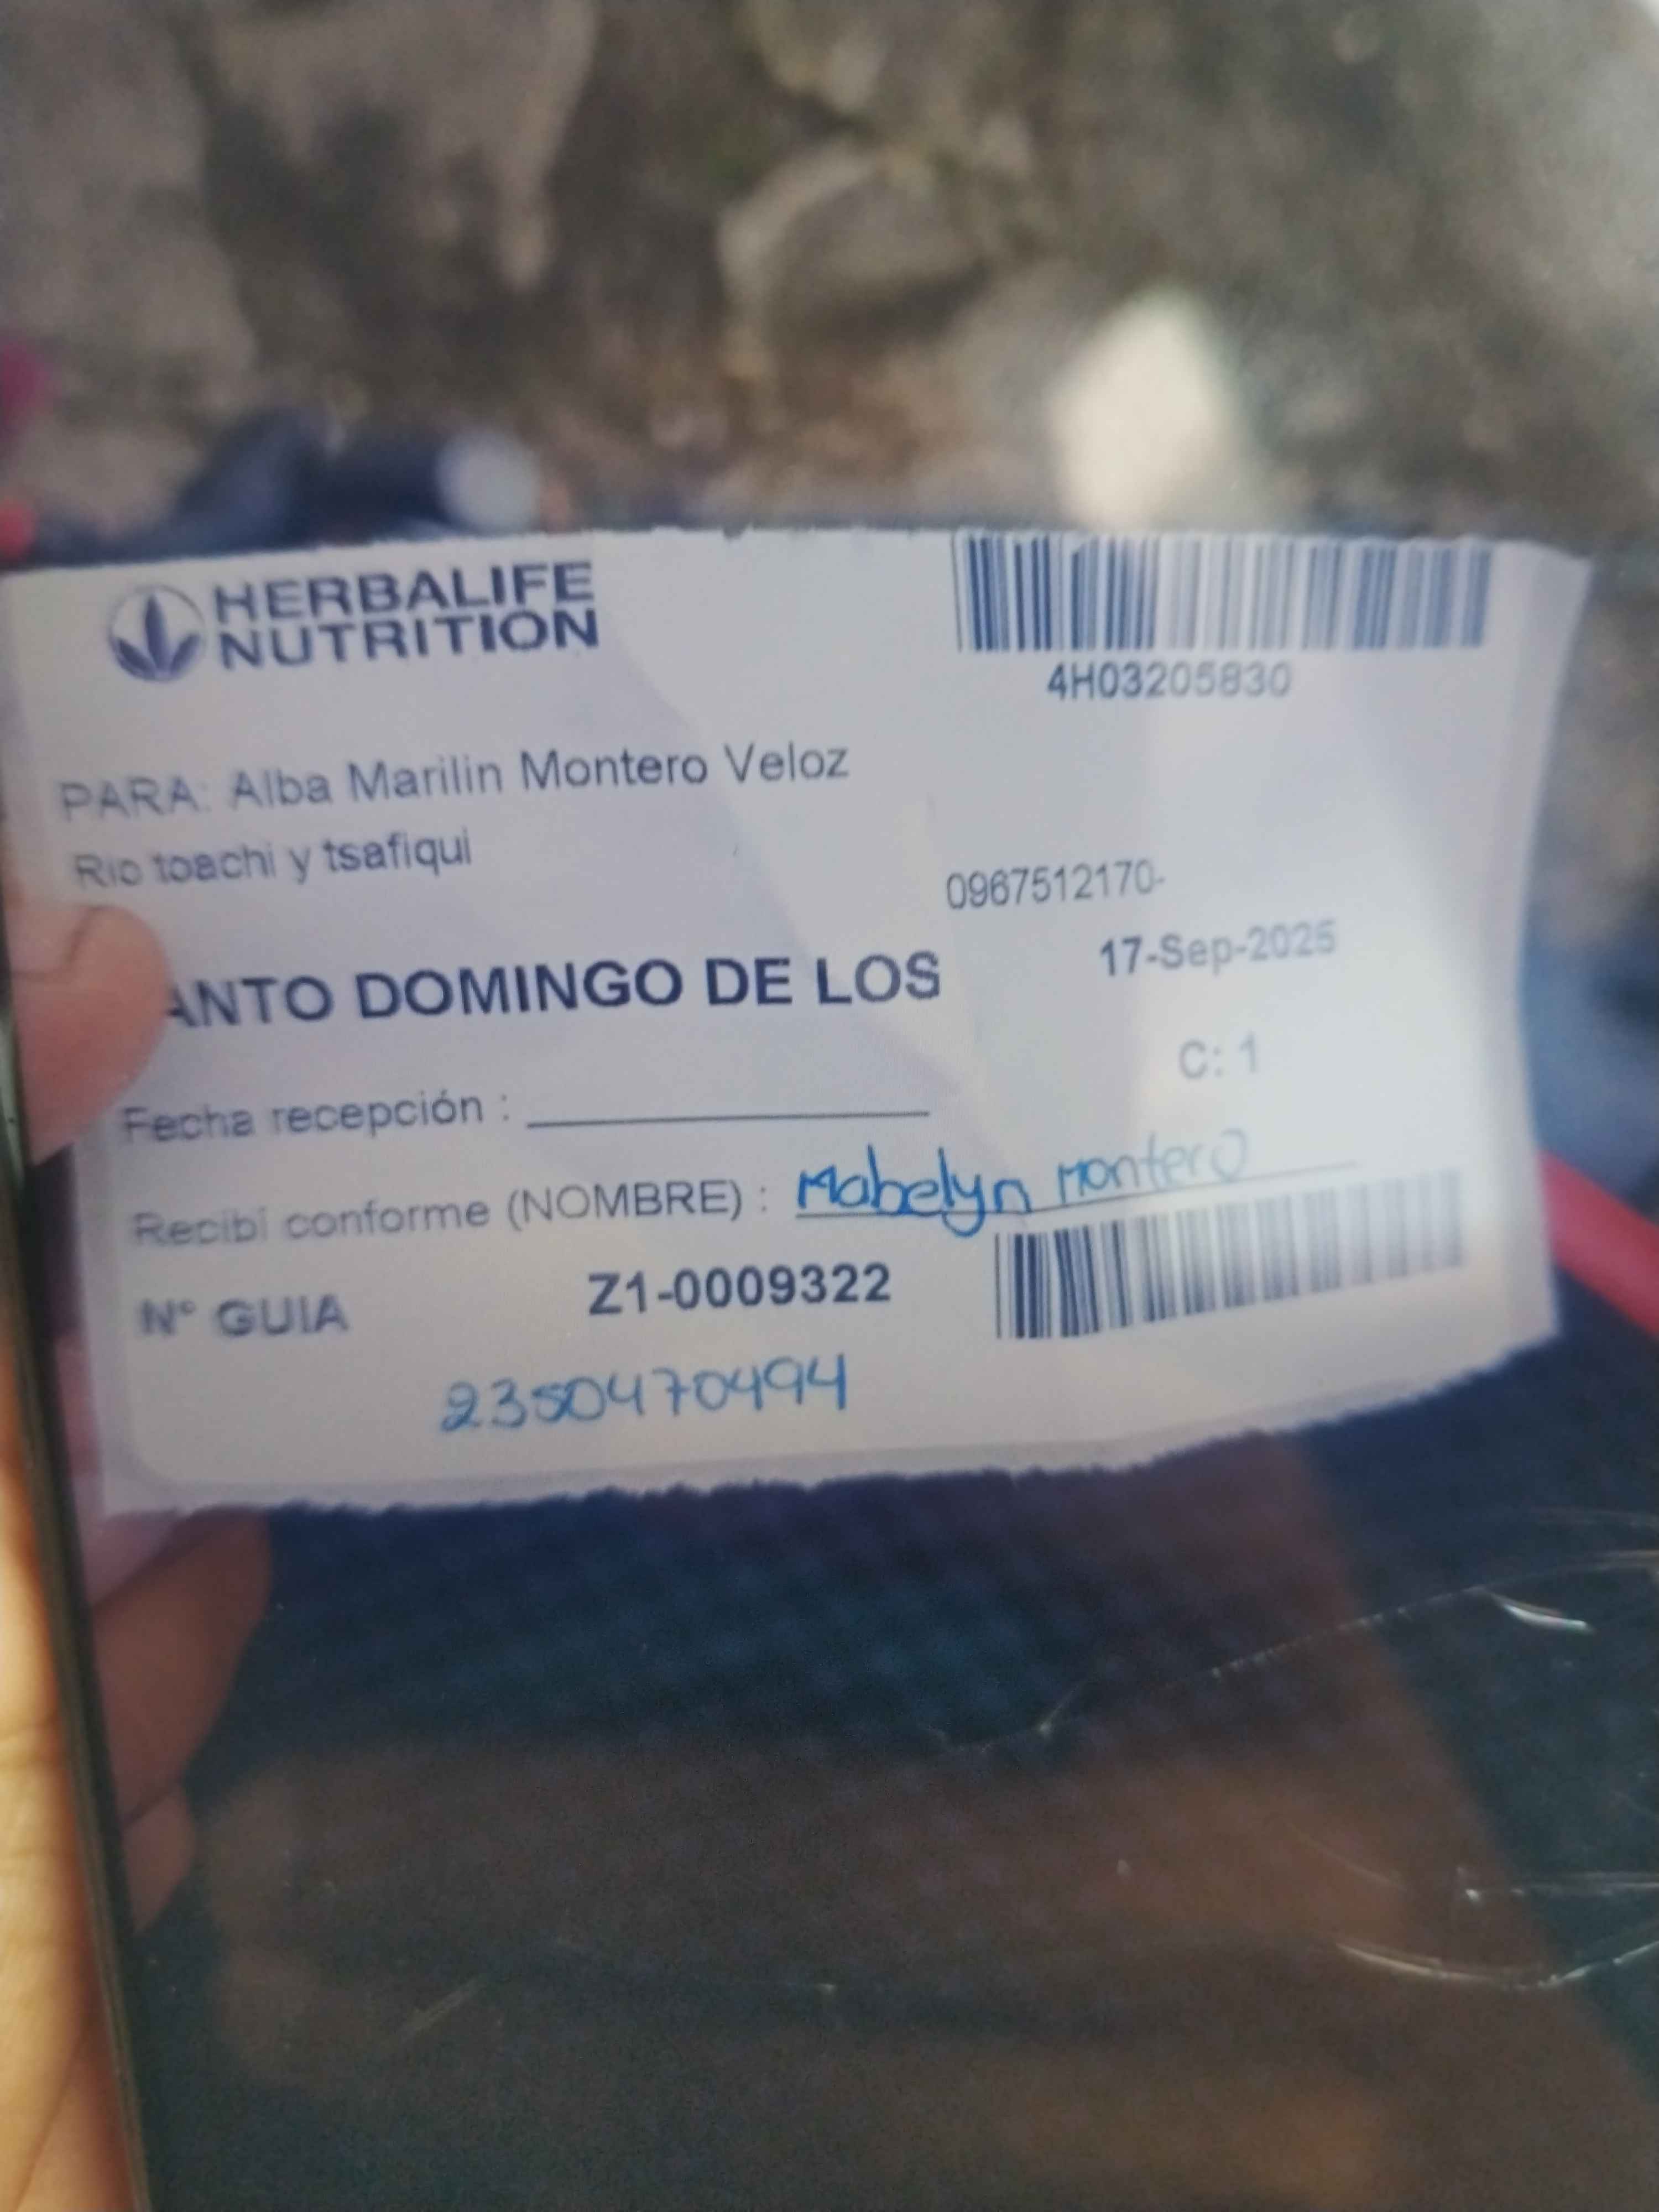 HERBALIFE
NUTRITION
4H03205830
PARA: Alba Marilin Montero Veloz
Rio toachi y tsafiqui
0967512170-
ANTO DOMINGO DE LOS
17-Sep-2025
C: 1
Fecha recepción :
Recibí conforme (NOMBRE) : Mabelyn Montero
N° GUIA Z1-0009322
2350470494